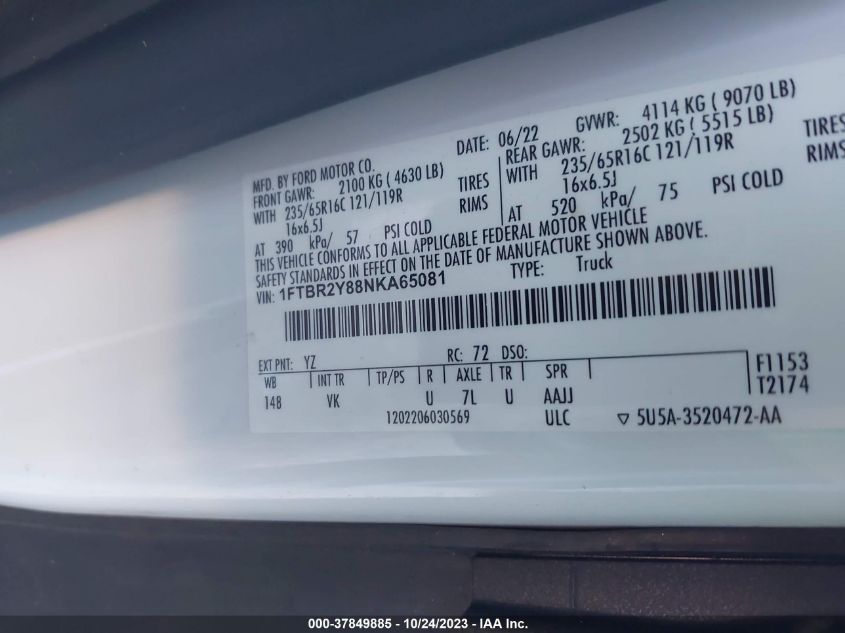 MFD. BY FORD MOTOR CO.
DATE: 06/22
GVWR: 4114 KG ( 9070 LB)
FRONT GAWR: 2100 KG ( 4630 LB)
REAR GAWR: 2502 KG ( 5515 LB)
WITH 235/65R16C 121/119R TIRES
WITH 235/65R16C 121/119R TIRES
16x6.5J RIMS
16x6.5J RIMS
AT 390 kPa/ 57 PSI COLD
AT 520 kPa/ 75 PSI COLD
THIS VEHICLE CONFORMS TO ALL APPLICABLE FEDERAL MOTOR VEHICLE
SAFETY STANDARDS IN EFFECT ON THE DATE OF MANUFACTURE SHOWN ABOVE.
VIN: 1FTBR2Y88NKA65081
TYPE: Truck
EXT PNT: YZ RC: 72 DSO:
WB INT TR TP/PS R AXLE TR SPR
148 VK U 7L U AAJJ
F1153
T2174
1202206030569 ULC ▽ 5U5A-3520472-AA
000-37849885 - 10/24/2023 - IAA Inc.